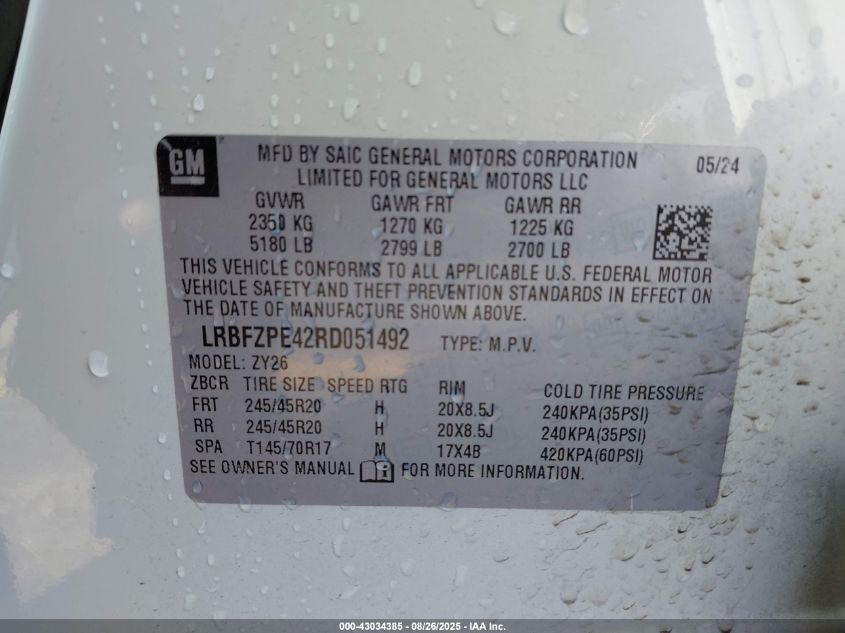 GM
MFD BY SAIC GENERAL MOTORS CORPORATION 05/24
LIMITED FOR GENERAL MOTORS LLC
GVWR GAWR FRT GAWR RR
2350 KG 1270 KG 1225 KG
5180 LB 2799 LB 2700 LB
THIS VEHICLE CONFORMS TO ALL APPLICABLE U.S. FEDERAL MOTOR
VEHICLE SAFETY AND THEFT PREVENTION STANDARDS IN EFFECT ON
THE DATE OF MANUFACTURE SHOWN ABOVE.
LRBFZPE42RD051492 TYPE: M.P.V.
MODEL: ZY26
ZBCR TIRE SIZE SPEED RTG RIM COLD TIRE PRESSURE
FRT 245/45R20 H 20X8.5J 240KPA(35PSI)
RR 245/45R20 H 20X8.5J 240KPA(35PSI)
SPA T145/70R17 M 17X4B 420KPA(60PSI)
SEE OWNER'S MANUAL FOR MORE INFORMATION.
000-43034385 - 08/26/2025 - IAA Inc.